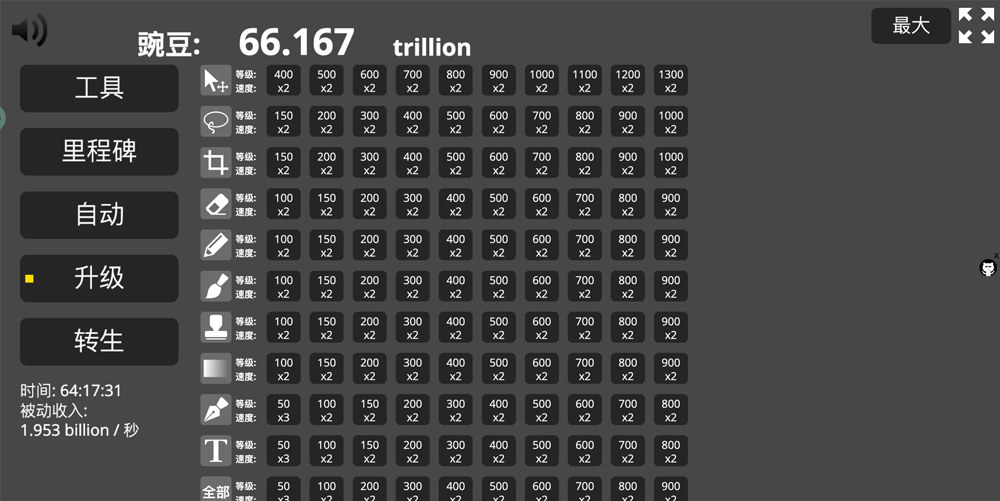 豌豆: 66.167 trillion
最大
工具
里程碑
自动
升级
转生
时间: 64:17:31
被动收入:
1.953 billion / 秒
等级: 400 500 600 700 800 900 1000 1100 1200 1300
速度: x2 x2 x2 x2 x2 x2 x2 x2 x2 x2
等级: 150 200 300 400 500 600 700 800 900 1000
速度: x2 x2 x2 x2 x2 x2 x2 x2 x2 x2
等级: 150 200 300 400 500 600 700 800 900 1000
速度: x2 x2 x2 x2 x2 x2 x2 x2 x2 x2
等级: 100 150 200 300 400 500 600 700 800 900
速度: x2 x2 x2 x2 x2 x2 x2 x2 x2 x2
等级: 100 150 200 300 400 500 600 700 800 900
速度: x2 x2 x2 x2 x2 x2 x2 x2 x2 x2
等级: 100 150 200 300 400 500 600 700 800 900
速度: x2 x2 x2 x2 x2 x2 x2 x2 x2 x2
等级: 100 150 200 300 400 500 600 700 800 900
速度: x2 x2 x2 x2 x2 x2 x2 x2 x2 x2
等级: 100 150 200 300 400 500 600 700 800 900
速度: x2 x2 x2 x2 x2 x2 x2 x2 x2 x2
等级: 50 100 150 200 300 400 500 600 700 800
速度: x3 x2 x2 x2 x2 x2 x2 x2 x2 x2
T 等级: 50 100 150 200 300 400 500 600 700 800
速度: x3 x2 x2 x2 x2 x2 x2 x2 x2 x2
全部 等级: 50 100 200 300 400 500 600 700 800 900
速度: x3 x2 x2 x2 x2 x2 x2 x2 x2 x2